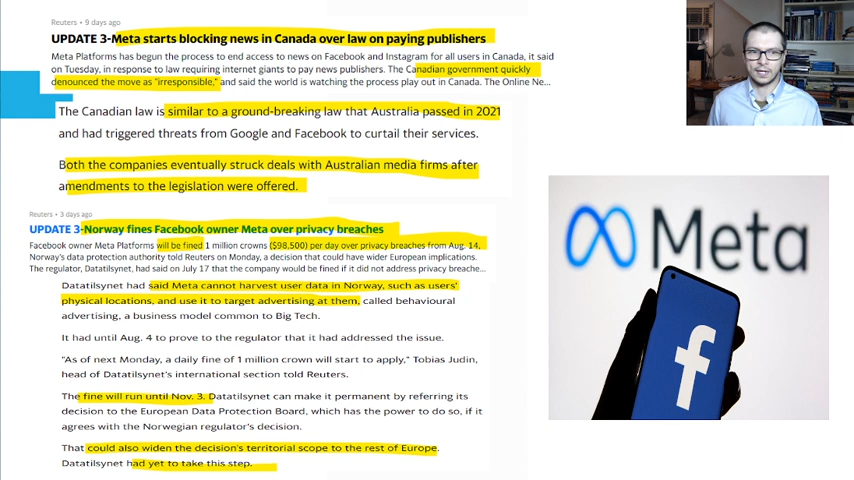 Reuters • 9 days ago
UPDATE 3-Meta starts blocking news in Canada over law on paying publishers
Meta Platforms has begun the process to end access to news on Facebook and Instagram for all users in Canada, it said
on Tuesday, in response to law requiring internet giants to pay news publishers. The Canadian government quickly
denounced the move as "irresponsible," and said the world is watching the process play out in Canada. The Online Ne...
The Canadian law is similar to a ground-breaking law that Australia passed in 2021
and had triggered threats from Google and Facebook to curtail their services.
Both the companies eventually struck deals with Australian media firms after
amendments to the legislation were offered.
Reuters • 3 days ago
UPDATE 3-Norway fines Facebook owner Meta over privacy breaches
Facebook owner Meta Platforms will be fined 1 million crowns ($98,500) per day over privacy breaches from Aug. 14,
Norway's data protection authority told Reuters on Monday, a decision that could have wider European implications.
The regulator, Datatilsynet, had said on July 17 that the company would be fined if it did not address privacy breache...
Datatilsynet had said Meta cannot harvest user data in Norway, such as users'
physical locations, and use it to target advertising at them, called behavioural
advertising, a business model common to Big Tech.
It had until Aug. 4 to prove to the regulator that it had addressed the issue.
"As of next Monday, a daily fine of 1 million crown will start to apply," Tobias Judin,
head of Datatilsynet's international section told Reuters.
The fine will run until Nov. 3. Datatilsynet can make it permanent by referring its
decision to the European Data Protection Board, which has the power to do so, if it
agrees with the Norwegian regulator's decision.
That could also widen the decision's territorial scope to the rest of Europe.
Datatilsynet had yet to take this step.
Meta
f